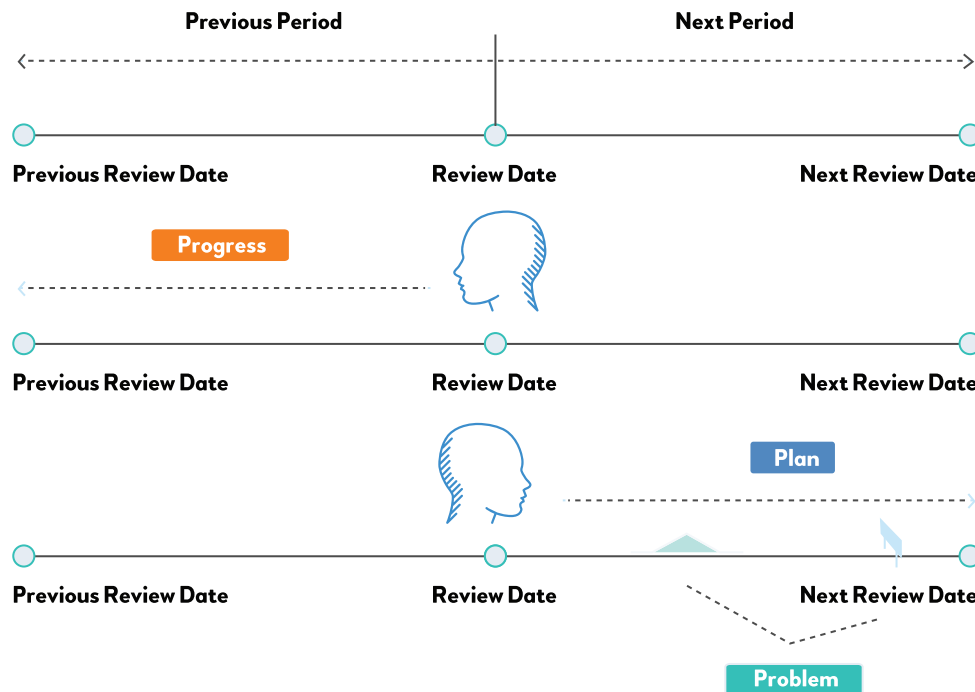 Previous Period
Next Period
Previous Review Date
Review Date
Next Review Date
Progress
Previous Review Date
Review Date
Next Review Date
Plan
Previous Review Date
Review Date
Next Review Date
Problem